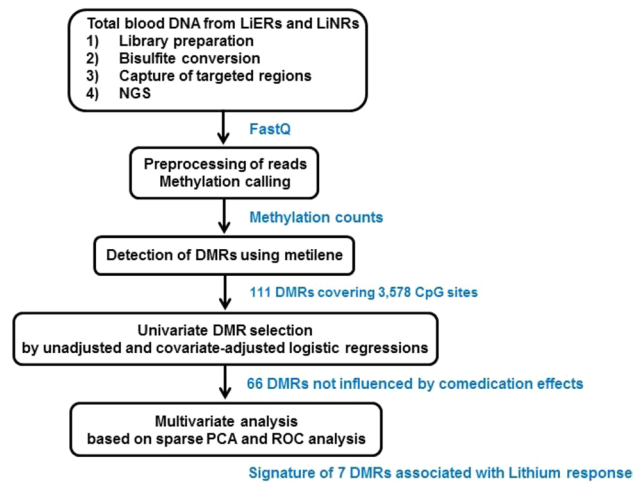 Total blood DNA from LiERs and LiNRs
1) Library preparation
2) Bisulfite conversion
3) Capture of targeted regions
4) NGS
FastQ
Preprocessing of reads
Methylation calling
Methylation counts
Detection of DMRs using metilene
111 DMRs covering 3,578 CpG sites
Univariate DMR selection
by unadjusted and covariate-adjusted logistic regressions
66 DMRs not influenced by comedication effects
Multivariate analysis
based on sparse PCA and ROC analysis
Signature of 7 DMRs associated with Lithium response